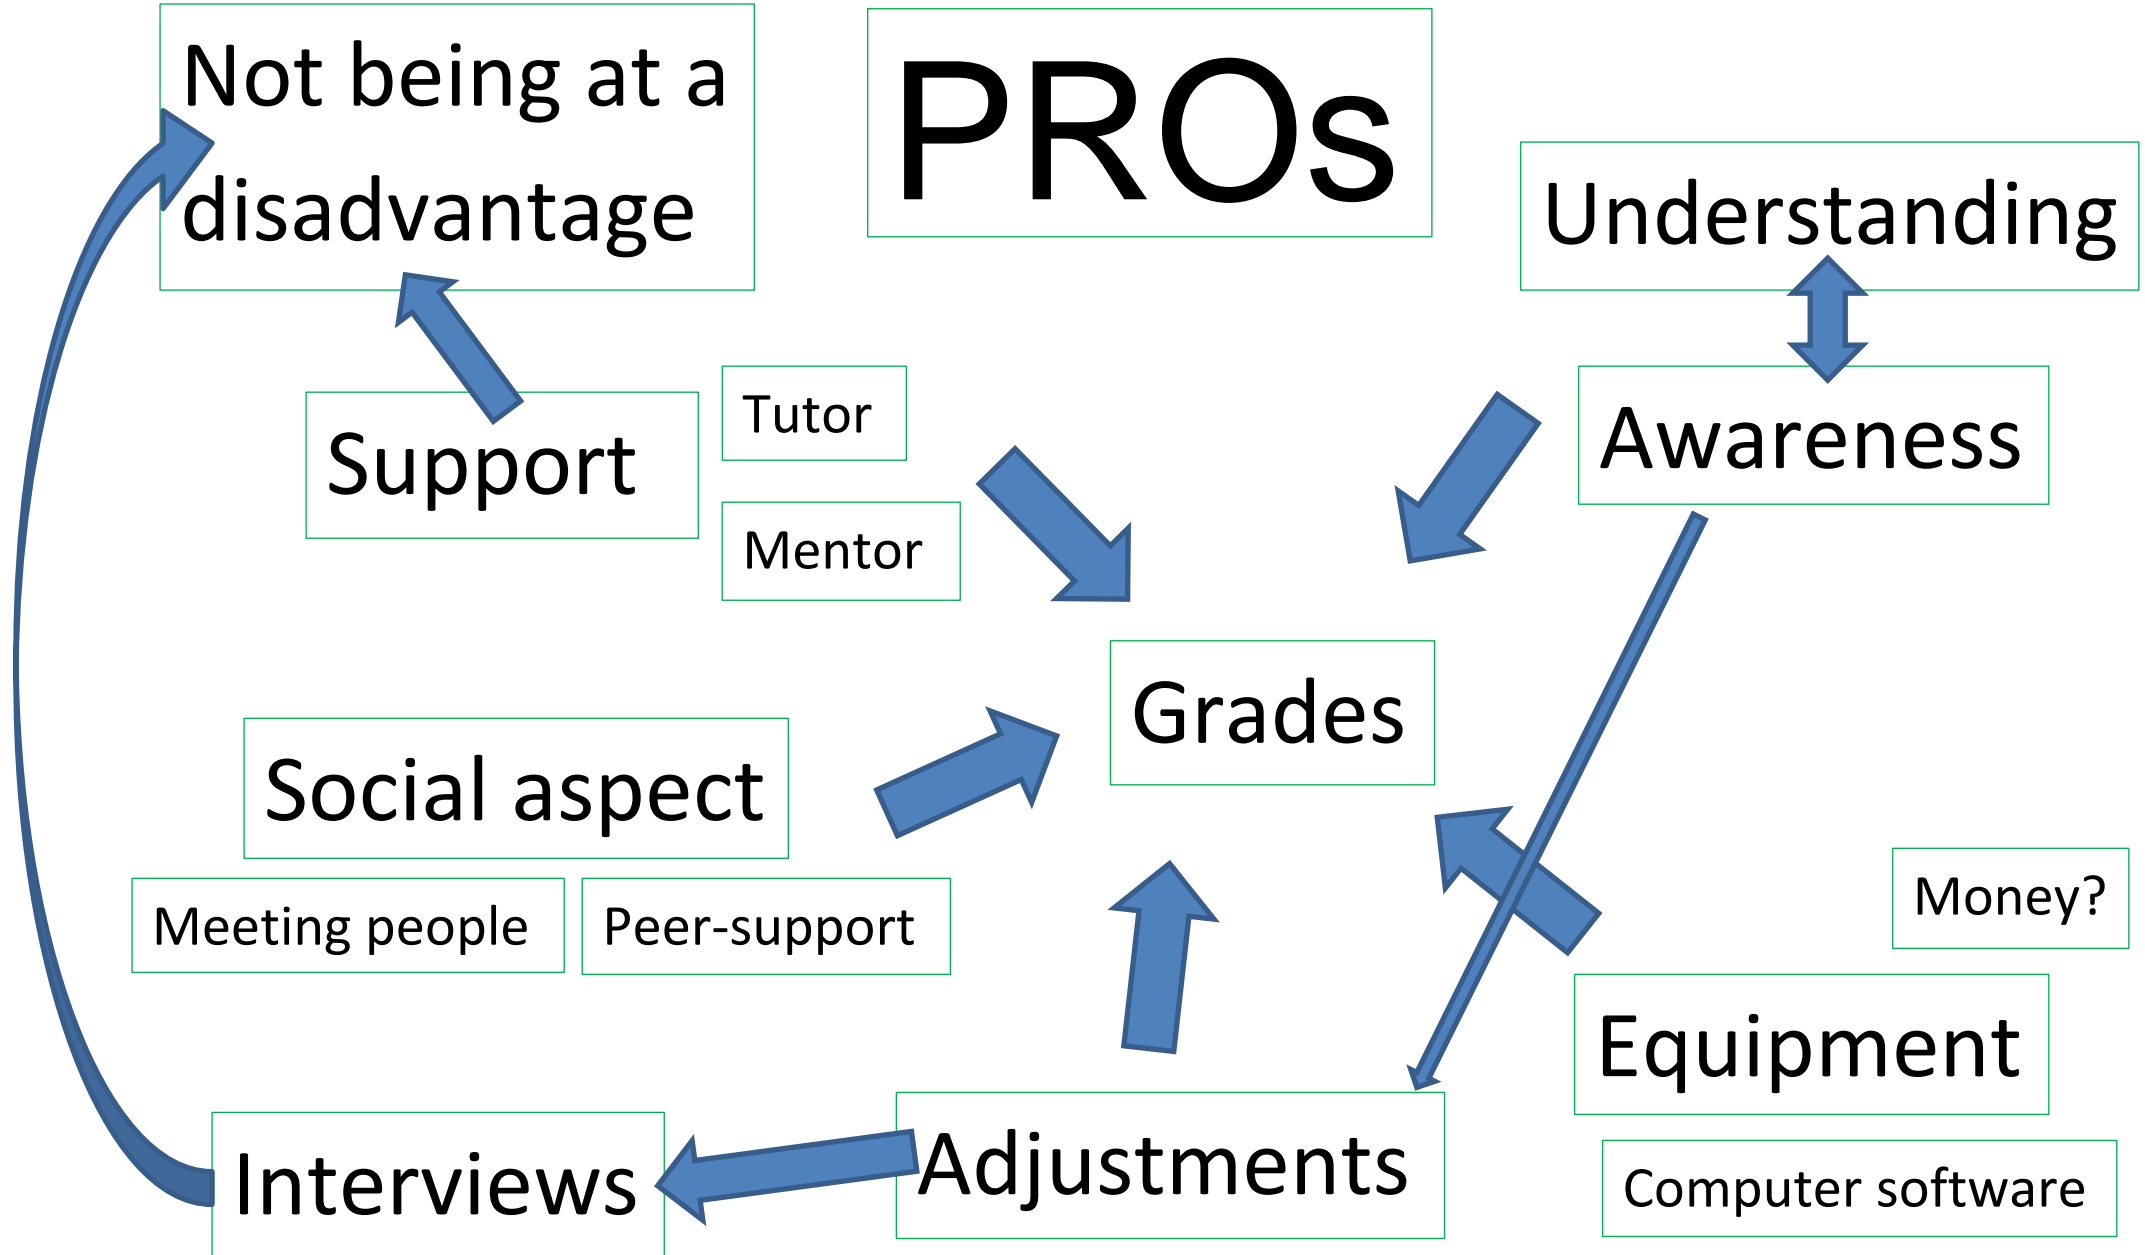 Not being at a
disadvantage
PROs
Understanding
Support
Tutor
Mentor
Awareness
Grades
Social aspect
Meeting people
Peer-support
Money?
Equipment
Computer software
Interviews
Adjustments